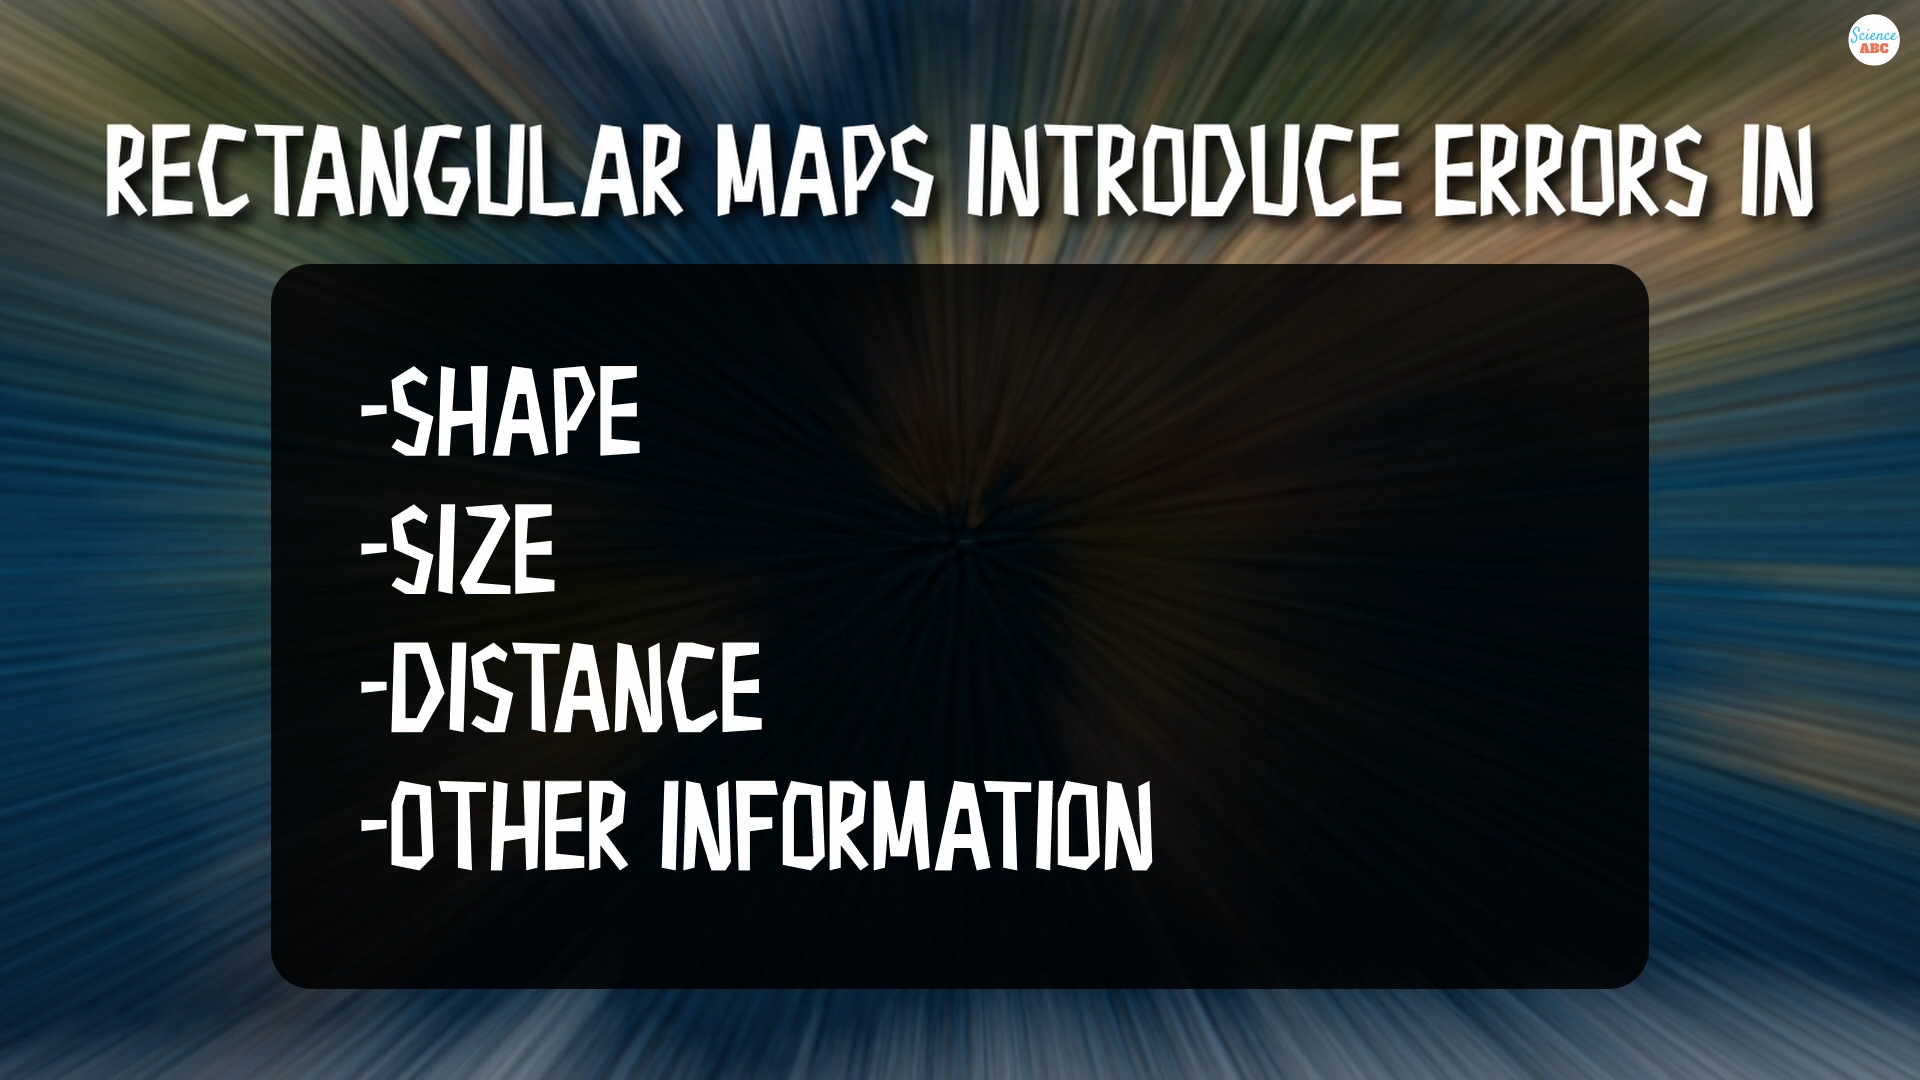 Science
ABC
RECTANGULAR MAPS INTRODUCE ERRORS IN
-SHAPE
-SIZE
-DISTANCE
-OTHER INFORMATION